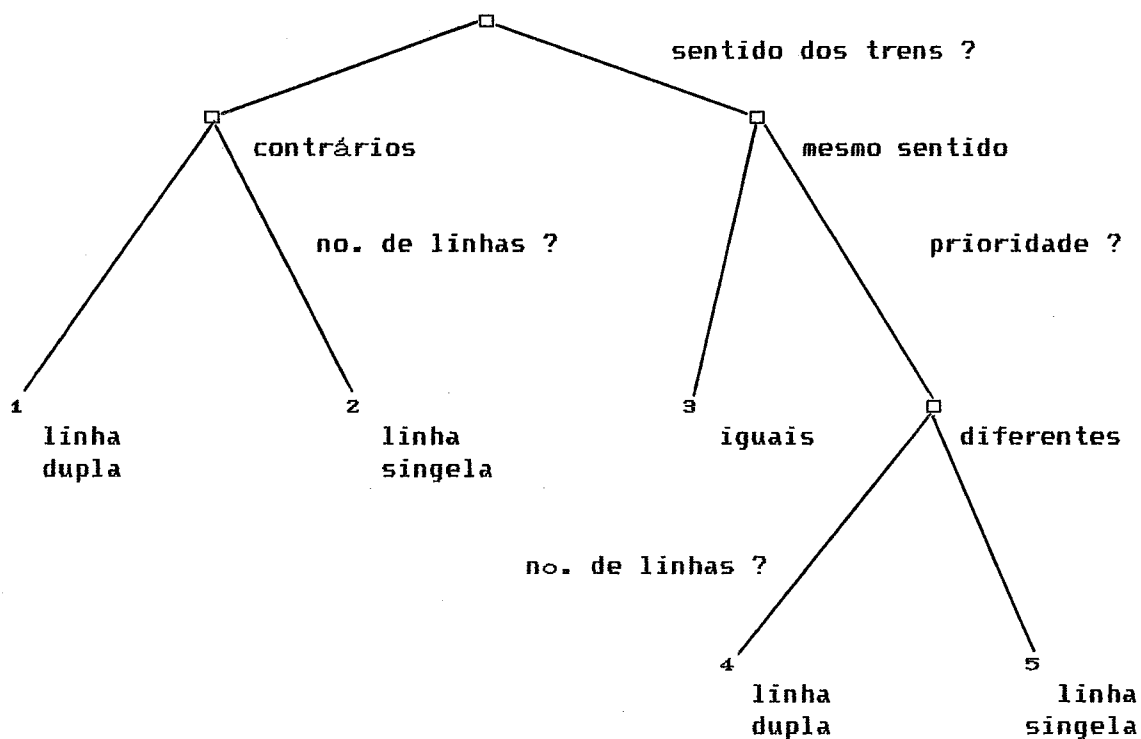 sentido dos trens ?
contrários
mesmo sentido
no. de linhas ?
prioridade ?
1
linha
dupla
2
linha
singela
3
iguais
diferentes
no. de linhas ?
4
linha
dupla
5
linha
singela